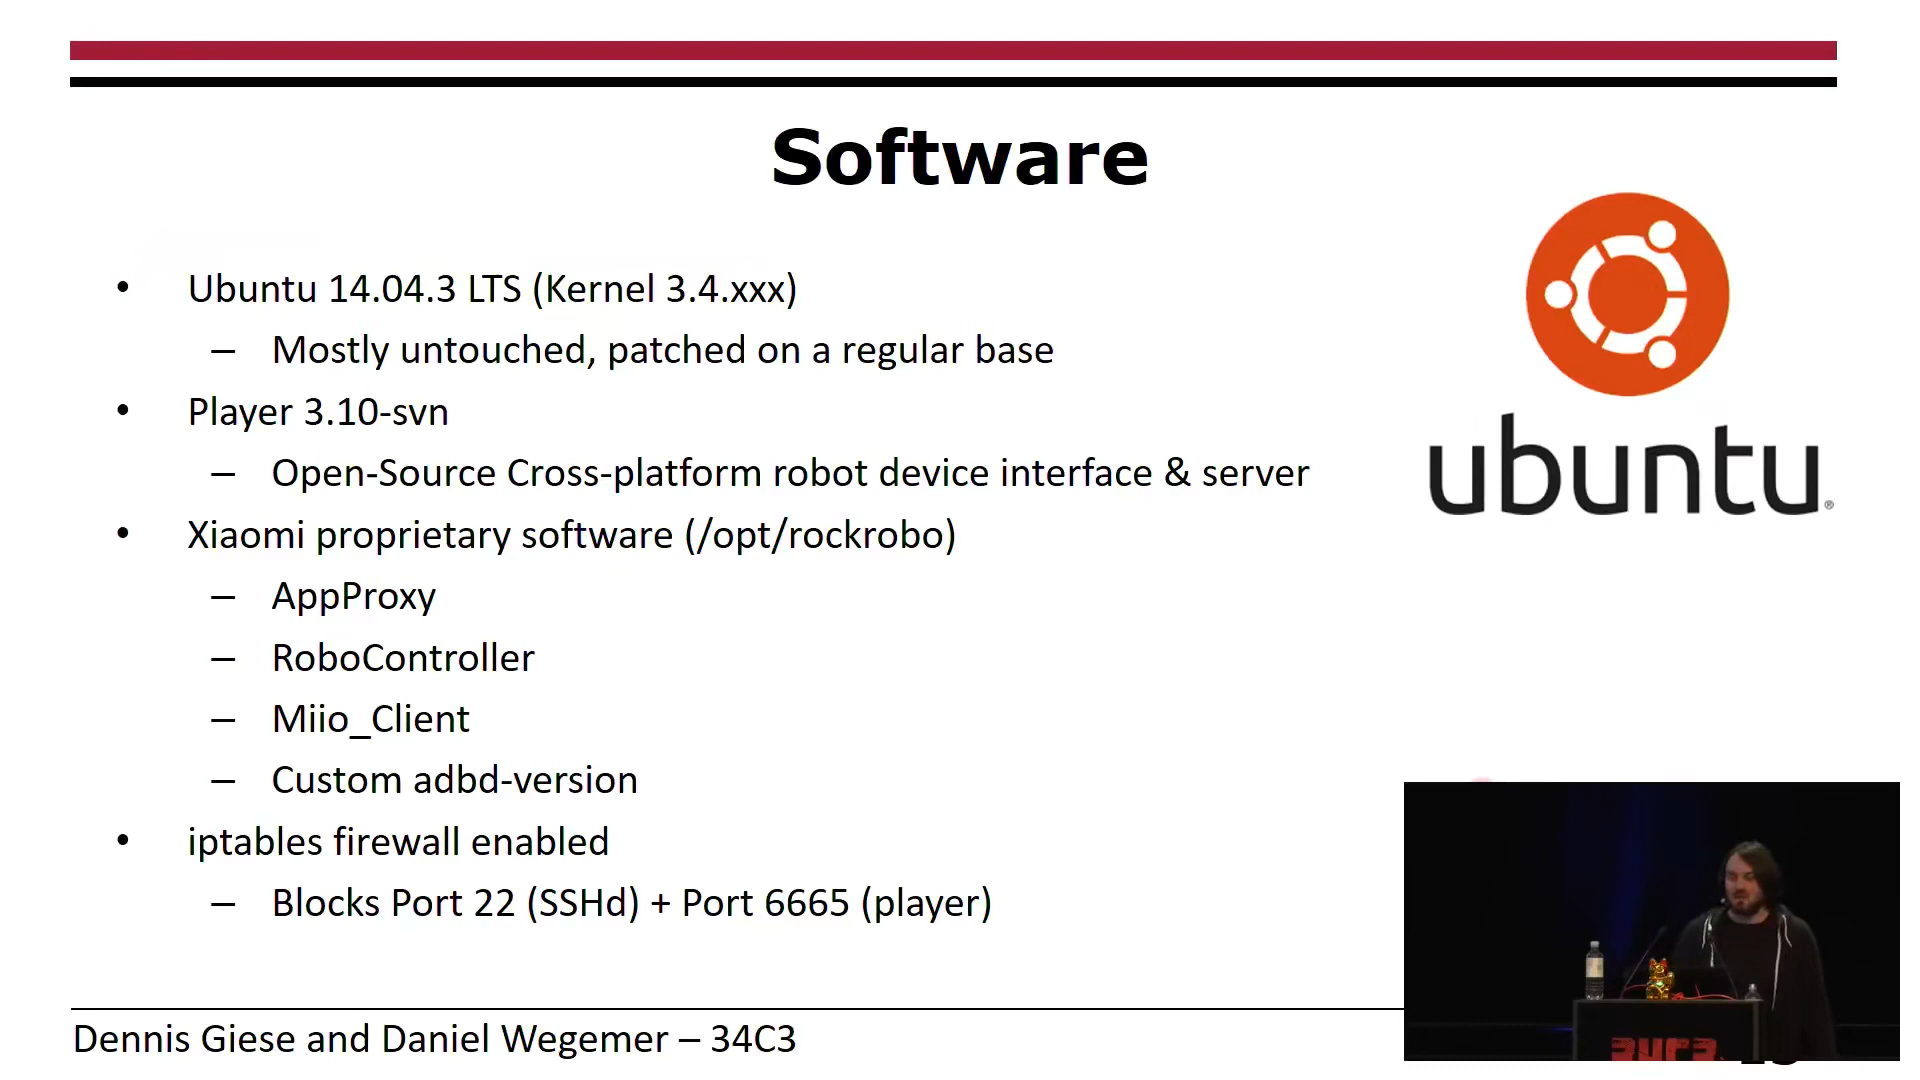 Software
• Ubuntu 14.04.3 LTS (Kernel 3.4.xxx)
– Mostly untouched, patched on a regular base
• Player 3.10-svn
– Open-Source Cross-platform robot device interface & server
• Xiaomi proprietary software (/opt/rockrobo)
– AppProxy
– RoboController
– Miio_Client
– Custom adbd-version
• iptables firewall enabled
– Blocks Port 22 (SSHd) + Port 6665 (player)
ubuntu®
Dennis Giese and Daniel Wegemer – 34C3